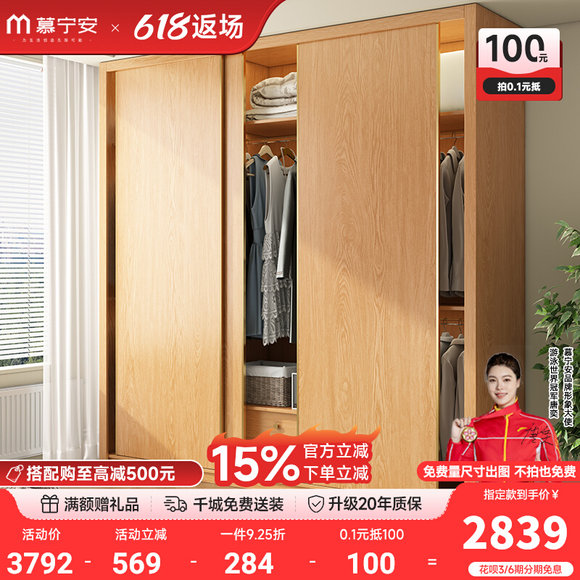 慕宁安 × 618返场
100元
拍0.1元抵
慕宁安品牌形象大使
游泳世界冠军唐奕
搭配购至高减500元
15%
官方立减
下单立减
免费量尺寸出图 不拍也免费
满额赠礼品
千城免费送装
升级20年质保
指定款到手价
活动价
活动立减
一件9.25折
0.1元抵100
3792 - 569 - 284 - 100 = 2839
花呗3/6期分期免息